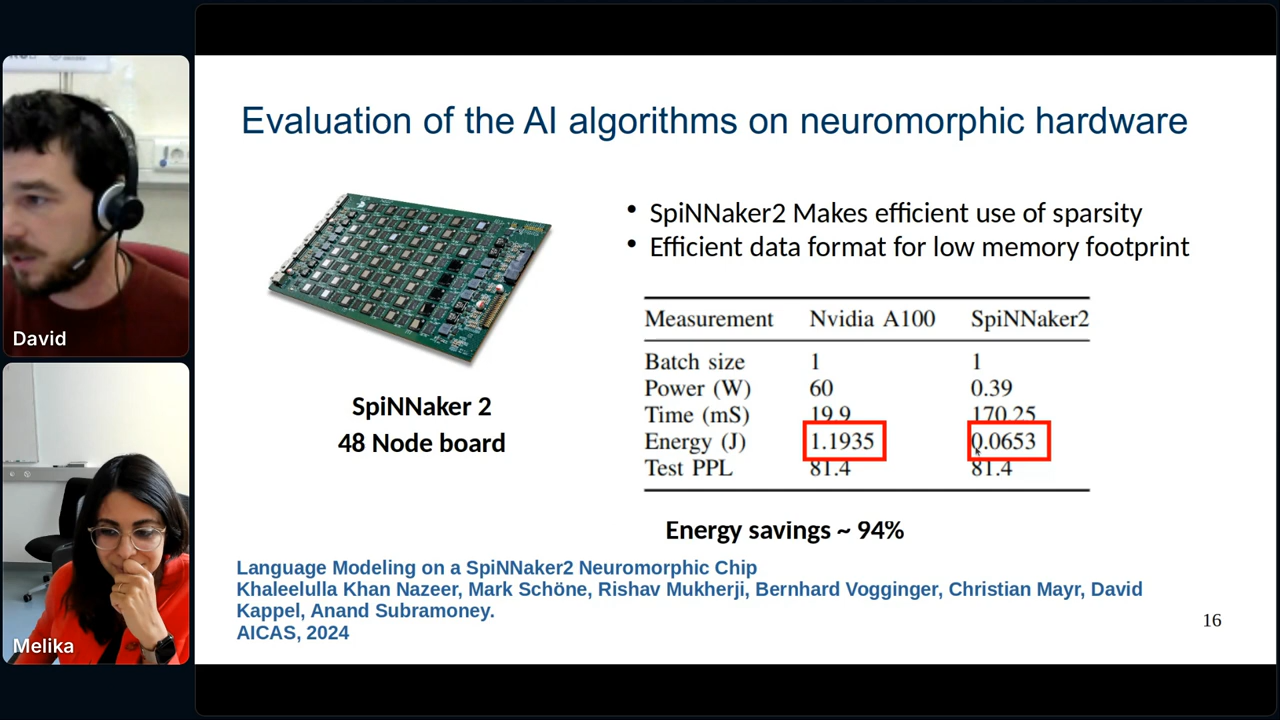 Evaluation of the AI algorithms on neuromorphic hardware
SpiNNaker 2
48 Node board
• SpiNNaker2 Makes efficient use of sparsity
• Efficient data format for low memory footprint
Measurement Nvidia A100 SpiNNaker2
Batch size 1 1
Power (W) 60 0.39
Time (mS) 19.9 170.25
Energy (J) 1.1935 0.0653
Test PPL 81.4 81.4
Energy savings ~ 94%
Language Modeling on a SpiNNaker2 Neuromorphic Chip
Khaleelulla Khan Nazeer, Mark Schöne, Rishav Mukherji, Bernhard Vogginger, Christian Mayr, David
Kappel, Anand Subramoney.
AICAS, 2024
16
David
Melika